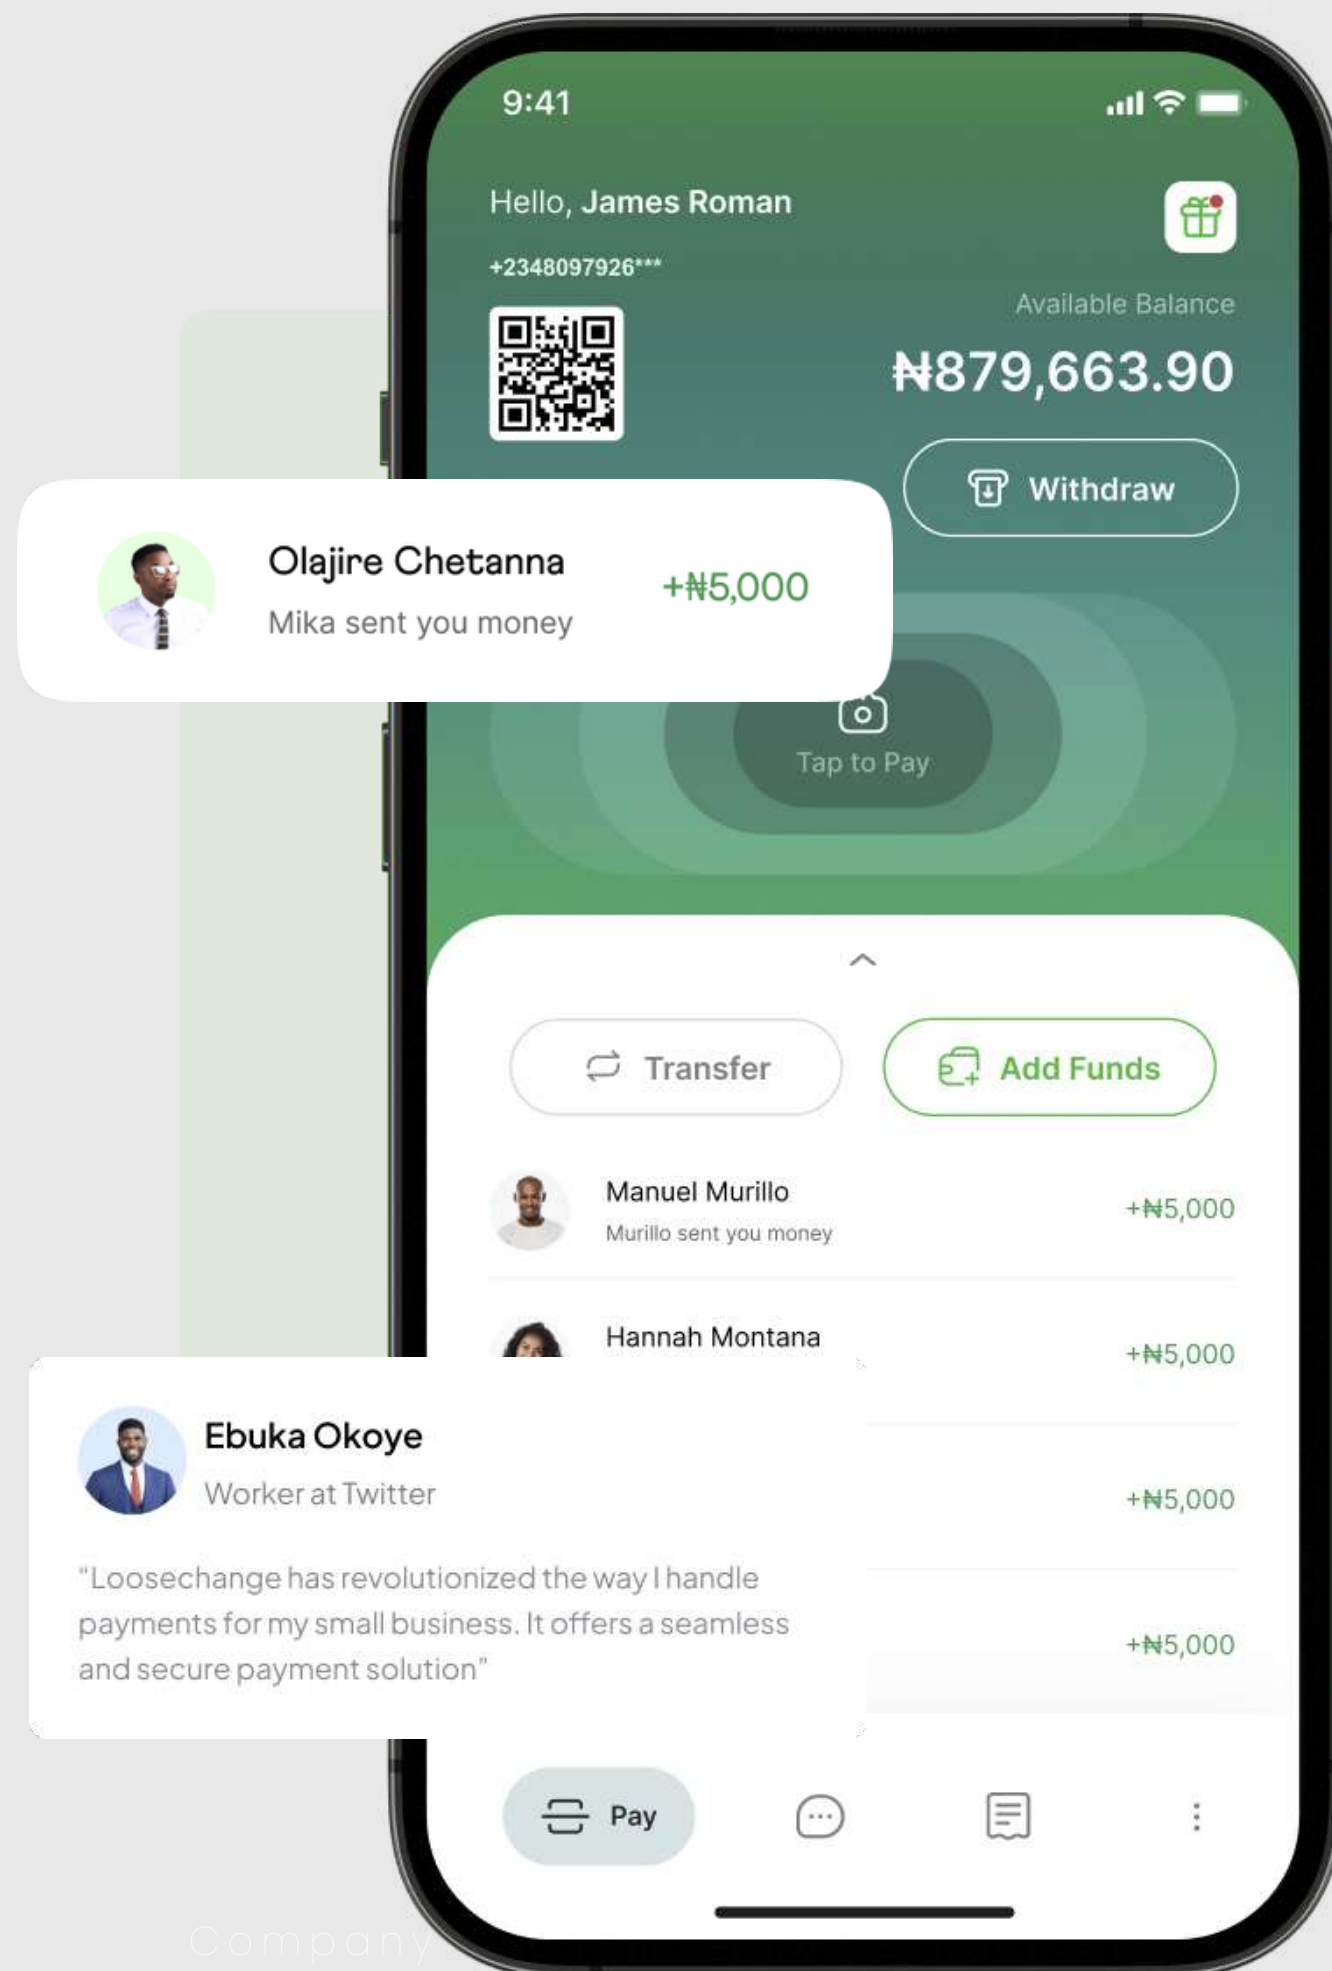 9:41
Hello, James Roman
+2348097926***
Available Balance
₦879,663.90
Withdraw
Olajire Chetanna
Mika sent you money
+₦5,000
Tap to Pay
Transfer
Add Funds
Manuel Murillo
Murillo sent you money
+₦5,000
Hannah Montana
+₦5,000
Ebuka Okoye
Worker at Twitter
+₦5,000
“Loosechange has revolutionized the way I handle
payments for my small business. It offers a seamless
and secure payment solution”
+₦5,000
Pay
Company